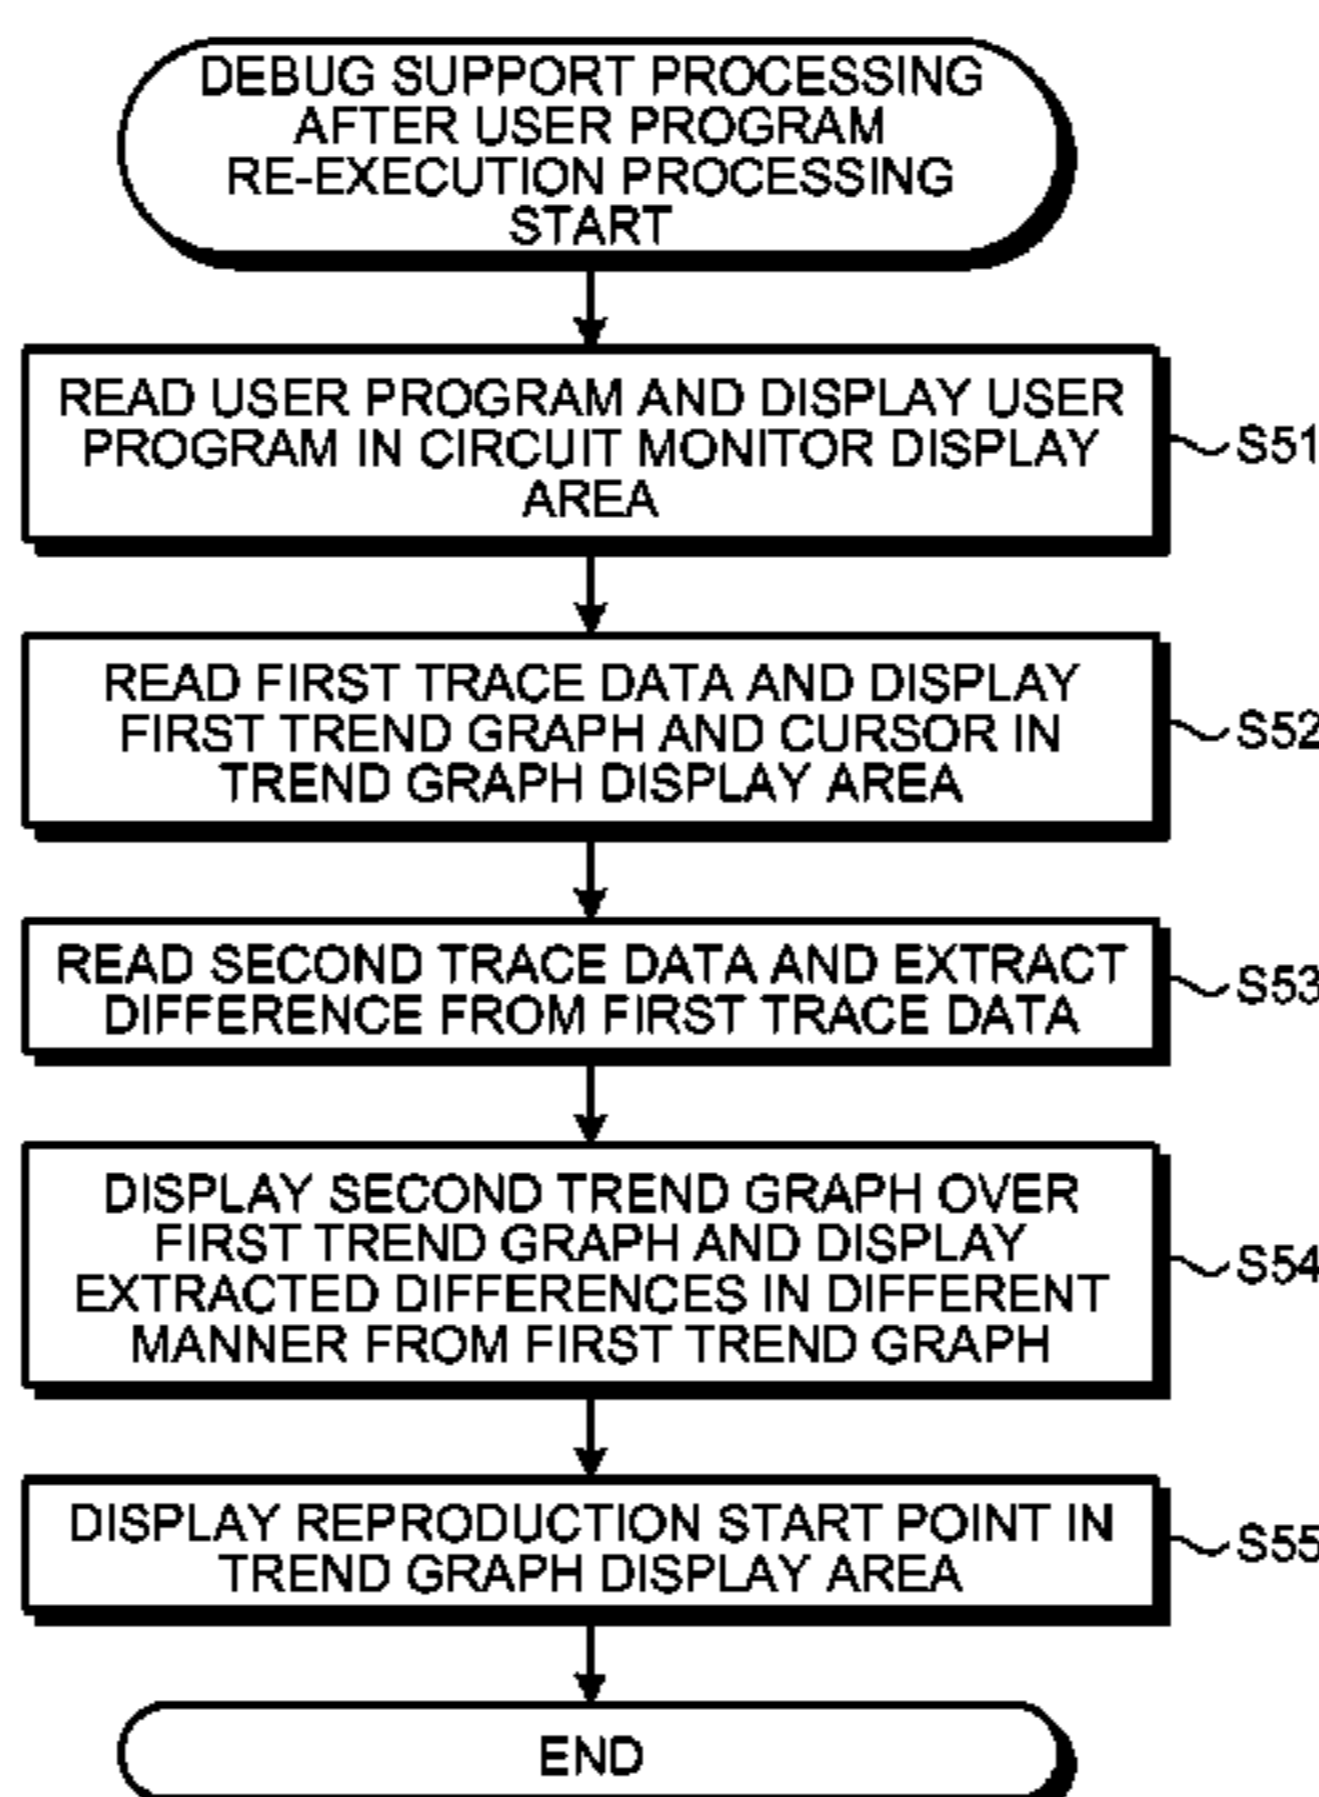 DEBUG SUPPORT PROCESSING
AFTER USER PROGRAM
RE-EXECUTION PROCESSING
START
READ USER PROGRAM AND DISPLAY USER
PROGRAM IN CIRCUIT MONITOR DISPLAY
AREA
S51
READ FIRST TRACE DATA AND DISPLAY
FIRST TREND GRAPH AND CURSOR IN
TREND GRAPH DISPLAY AREA
S52
READ SECOND TRACE DATA AND EXTRACT
DIFFERENCE FROM FIRST TRACE DATA
S53
DISPLAY SECOND TREND GRAPH OVER
FIRST TREND GRAPH AND DISPLAY
EXTRACTED DIFFERENCES IN DIFFERENT
MANNER FROM FIRST TREND GRAPH
S54
DISPLAY REPRODUCTION START POINT IN
TREND GRAPH DISPLAY AREA
S55
END